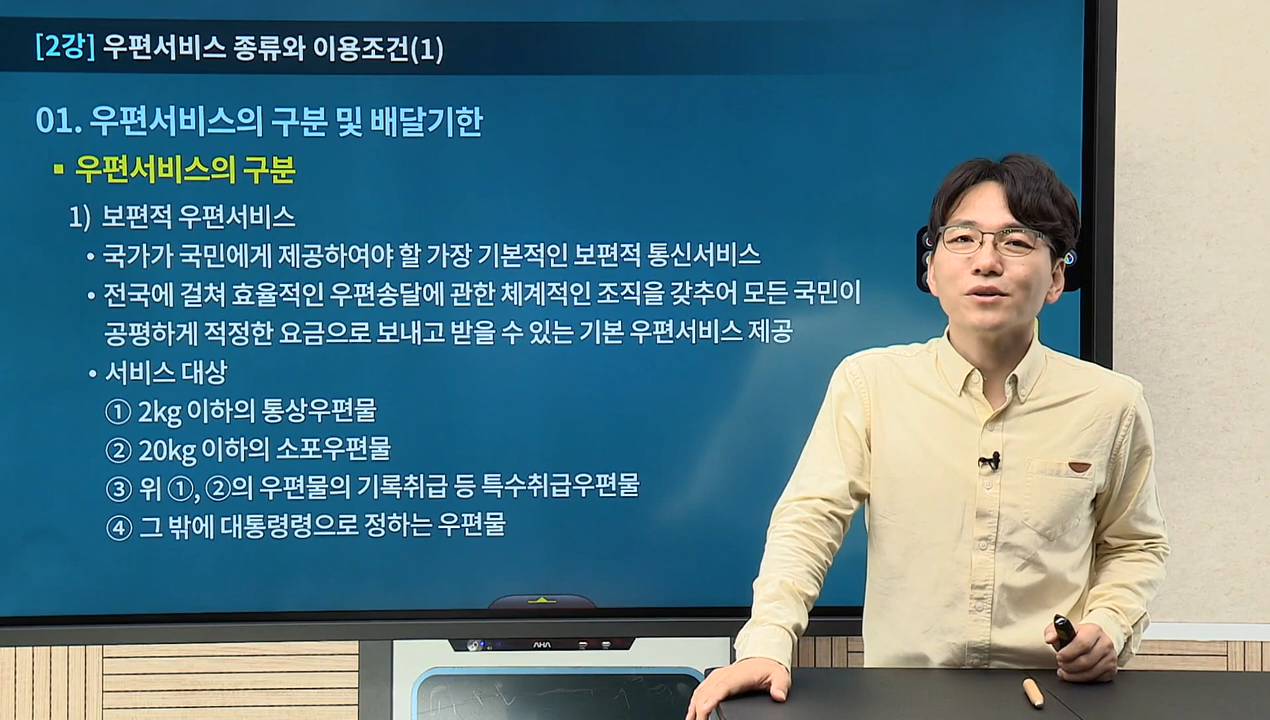 [2강] 우편서비스 종류와 이용조건(1)
01. 우편서비스의 구분 및 배달기한
▪ 우편서비스의 구분
1) 보편적 우편서비스
• 국가가 국민에게 제공하여야 할 가장 기본적인 보편적 통신서비스
• 전국에 걸쳐 효율적인 우편송달에 관한 체계적인 조직을 갖추어 모든 국민이
공평하게 적정한 요금으로 보내고 받을 수 있는 기본 우편서비스 제공
• 서비스 대상
① 2kg 이하의 통상우편물
② 20kg 이하의 소포우편물
③ 위 ①, ②의 우편물의 기록취급 등 특수취급우편물
④ 그 밖에 대통령령으로 정하는 우편물
AHA